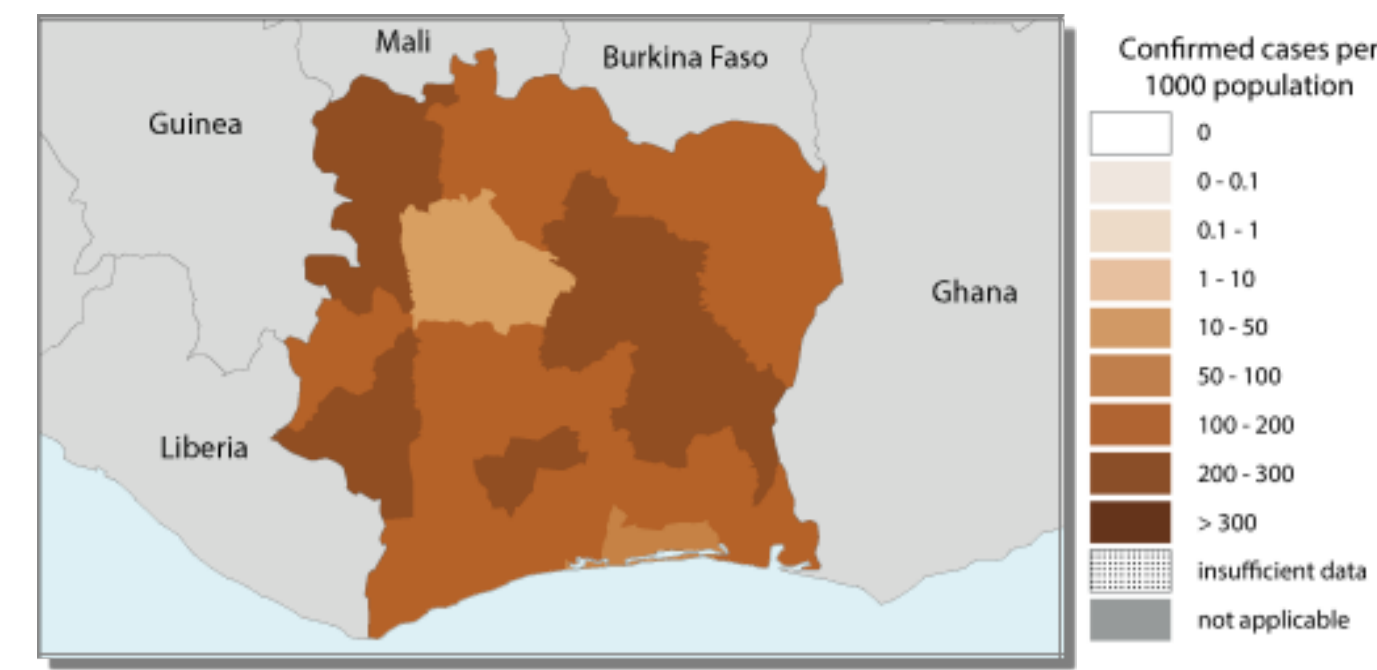 Mali
Burkina Faso
Guinea
Ghana
Liberia
Confirmed cases per
1000 population
0
0 - 0.1
0.1 - 1
1 - 10
10 - 50
50 - 100
100 - 200
200 - 300
> 300
insufficient data
not applicable